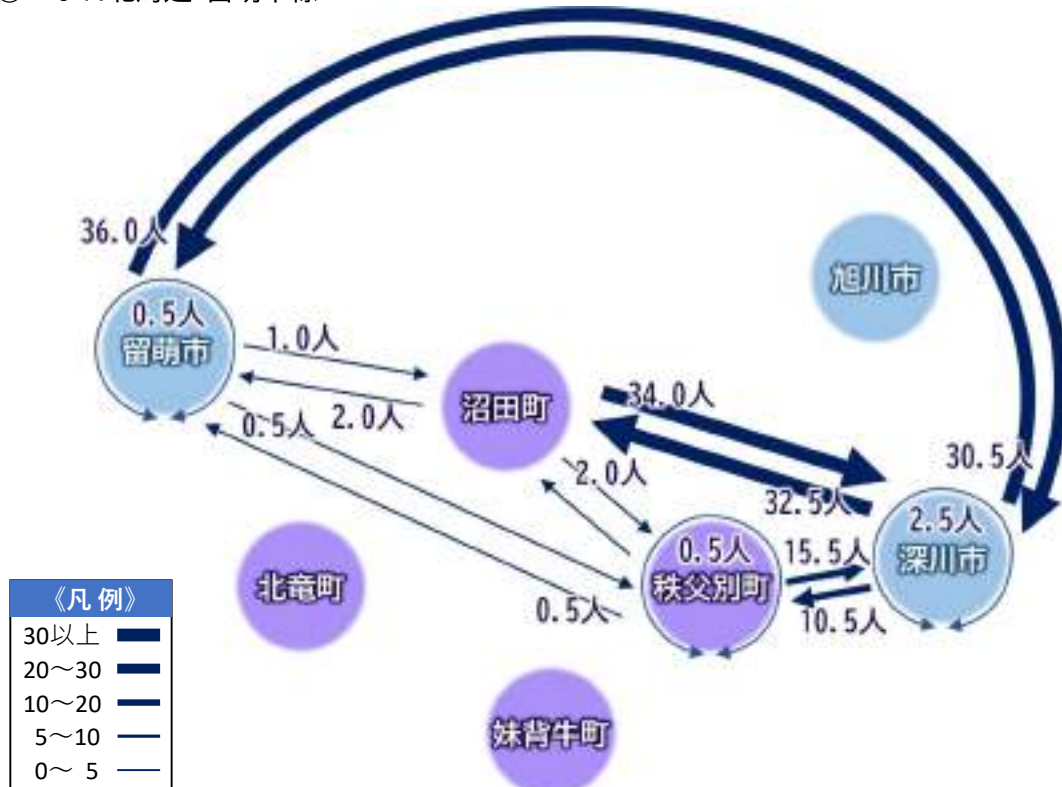 36.0人
旭川市
0.5人
留萌市
1.0人
2.0人
沼田町
34.0人
0.5人
30.5人
2.0人
32.5人
2.5人
深川市
0.5人
秩父別町
15.5人
10.5人
北竜町
0.5人
妹背牛町
《凡 例》
30以上
20～30
10～20
5～10
0～ 5